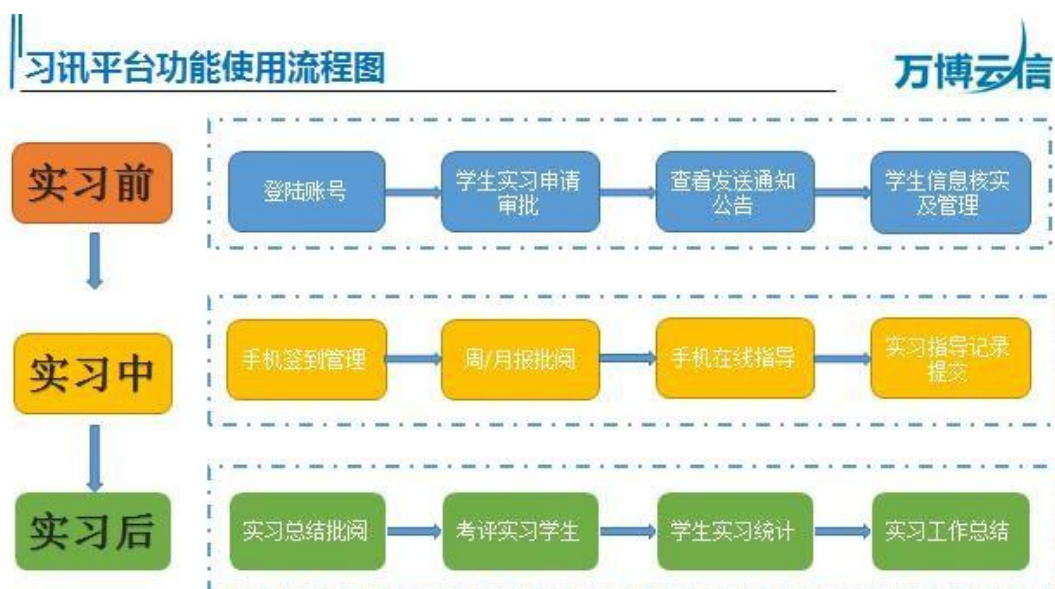 习讯平台功能使用流程图
万博云信
实习前
登陆账号
学生实习申请
审批
查看发送通知
公告
学生信息核实
及管理
实习中
手机签到管理
周/月报批阅
手机在线指导
实习指导记录
提交
实习后
实习总结批阅
考评实习学生
学生实习统计
实习工作总结